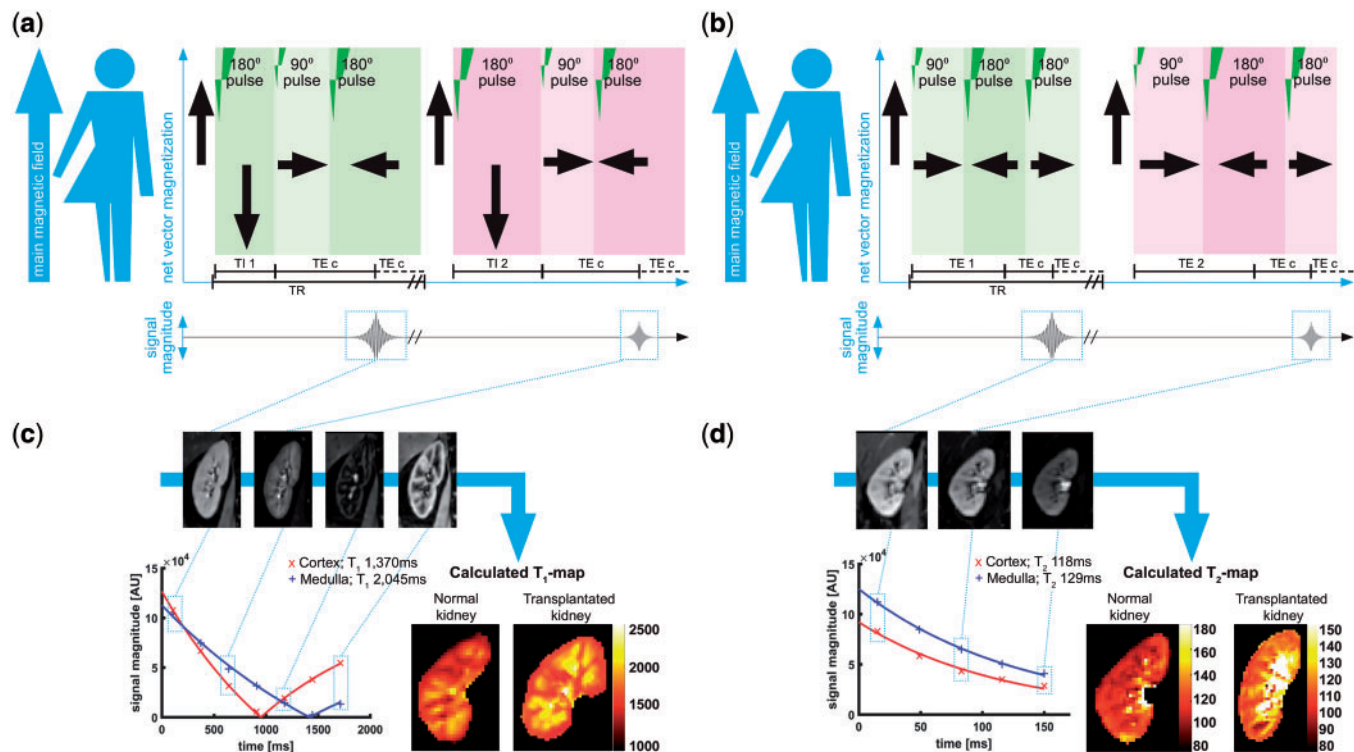 (a)
main magnetic field
net vector magnetization
180º pulse
90º pulse
180º pulse
180º pulse
90º pulse
180º pulse
TI 1
TE c
TE c
TR
TI 2
TE c
TE c
signal magnitude
(b)
main magnetic field
net vector magnetization
90º pulse
180º pulse
180º pulse
90º pulse
180º pulse
180º pulse
TE 1
TE c
TE c
TR
TE 2
TE c
TE c
signal magnitude
(c)
×10⁴
signal magnitude [AU]
15
10
5
0
0 500 1000 1500 2000
time [ms]
× Cortex; T₁ 1,370ms
+ Medulla; T₁ 2,045ms
Calculated T₁-map
Normal kidney
Transplantated kidney
2500
2000
1500
1000
(d)
×10⁴
signal magnitude [AU]
15
10
5
0
0 50 100 150
time [ms]
× Cortex; T₂ 118ms
+ Medulla; T₂ 129ms
Calculated T₂-map
Normal kidney
180
160
140
120
100
80
Transplantated kidney
150
140
130
120
110
100
90
80